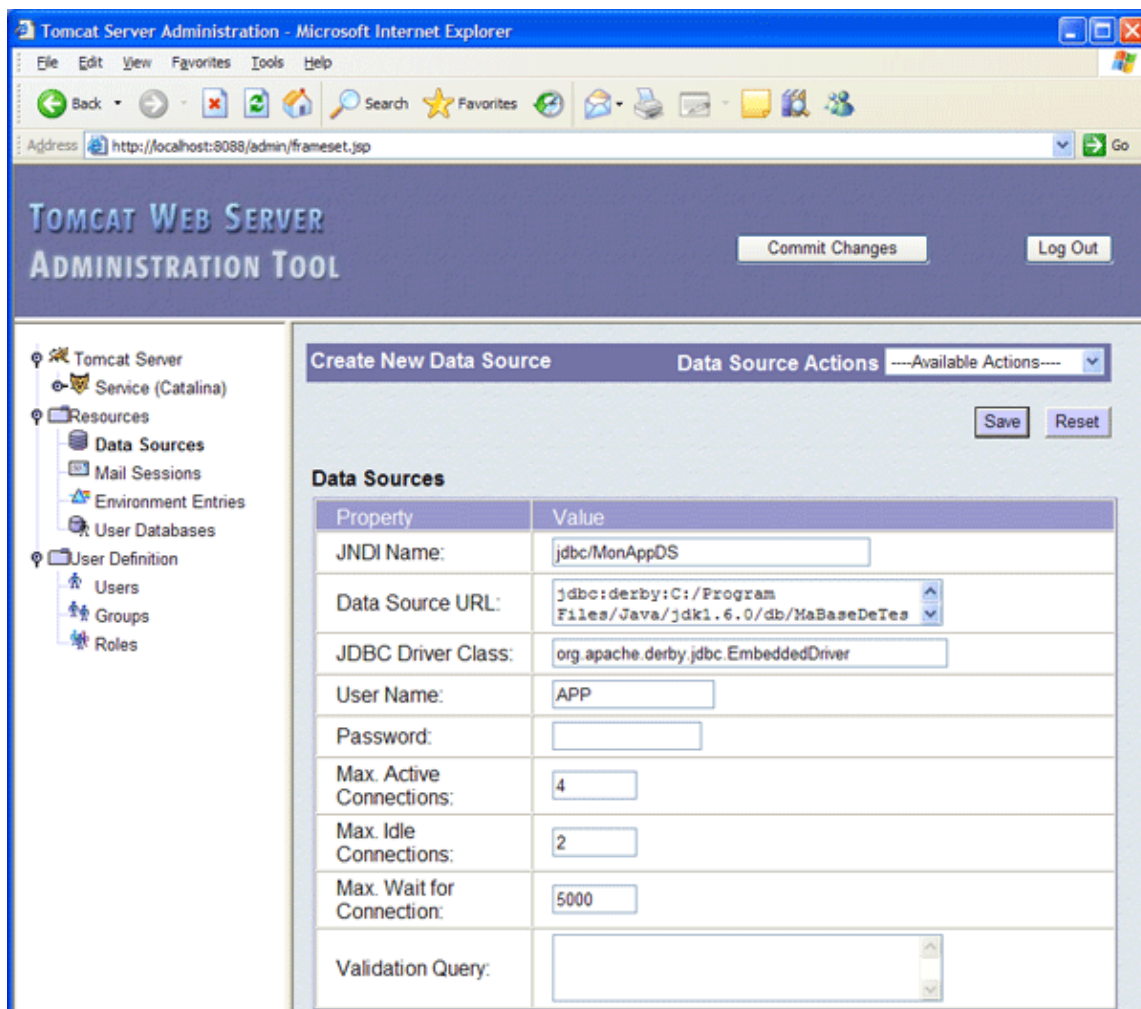 Tomcat Server Administration - Microsoft Internet Explorer
File Edit View Favorites Tools Help
Back Search Favorites
Address http://localhost:8088/admin/frameset.jsp Go
TOMCAT WEB SERVER
ADMINISTRATION TOOL
Commit Changes Log Out
Tomcat Server
Service (Catalina)
Resources
Data Sources
Mail Sessions
Environment Entries
User Databases
User Definition
Users
Groups
Roles
Create New Data Source Data Source Actions ----Available Actions----
Save Reset
Data Sources
Property Value
JNDI Name: jdbc/MonAppDS
Data Source URL: jdbc:derby:C:/Program
Files/Java/jdk1.6.0/db/MaBaseDeTes
JDBC Driver Class: org.apache.derby.jdbc.EmbeddedDriver
User Name: APP
Password:
Max. Active
Connections: 4
Max. Idle
Connections: 2
Max. Wait for
Connection: 5000
Validation Query: